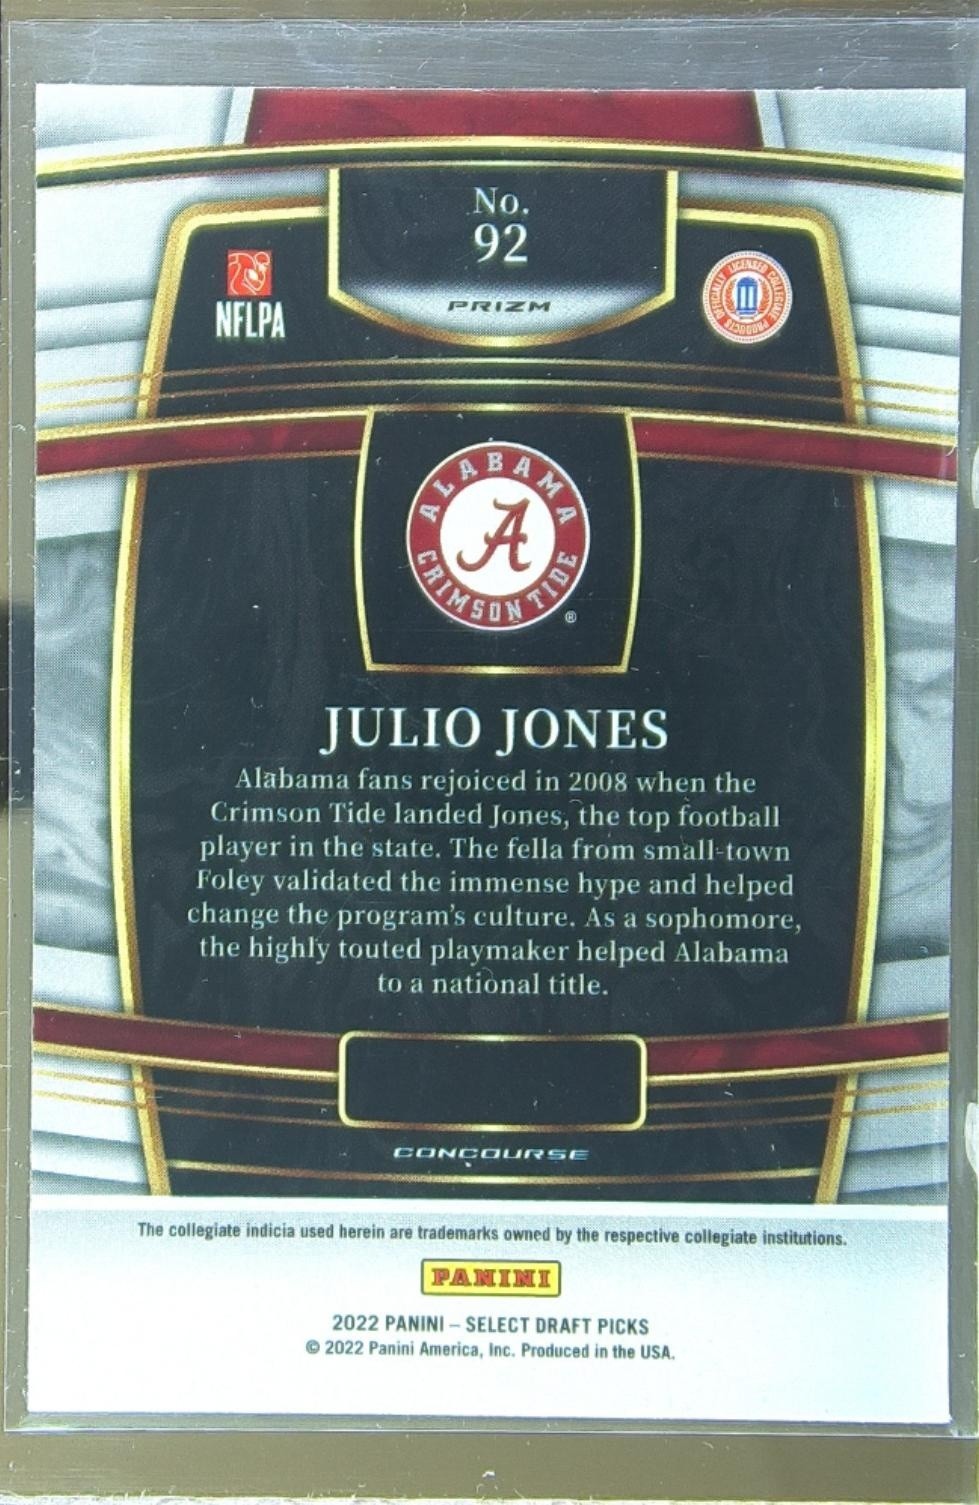 No.
92
PRIZM
NFLPA
OFFICIALLY LICENSED COLLEGIATE PRODUCTS
ALABAMA
A
CRIMSON TIDE
®
JULIO JONES
Alabama fans rejoiced in 2008 when the
Crimson Tide landed Jones, the top football
player in the state. The fella from small-town
Foley validated the immense hype and helped
change the program's culture. As a sophomore,
the highly touted playmaker helped Alabama
to a national title.
CONCOURSE
The collegiate indicia used herein are trademarks owned by the respective collegiate institutions.
PANINI
2022 PANINI – SELECT DRAFT PICKS
© 2022 Panini America, Inc. Produced in the USA.